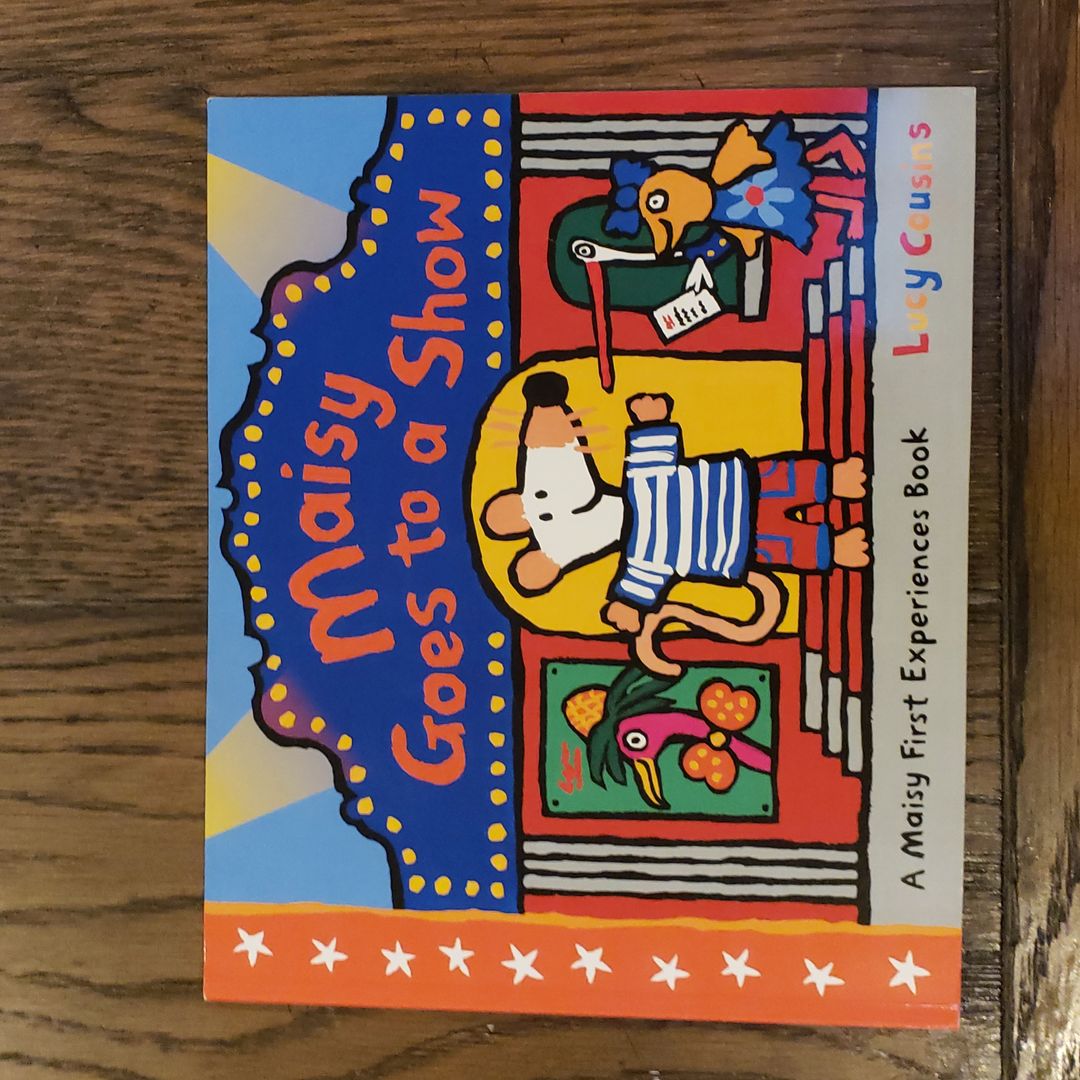 Maisy
Goes to a Show
A Maisy First Experiences Book
Lucy Cousins